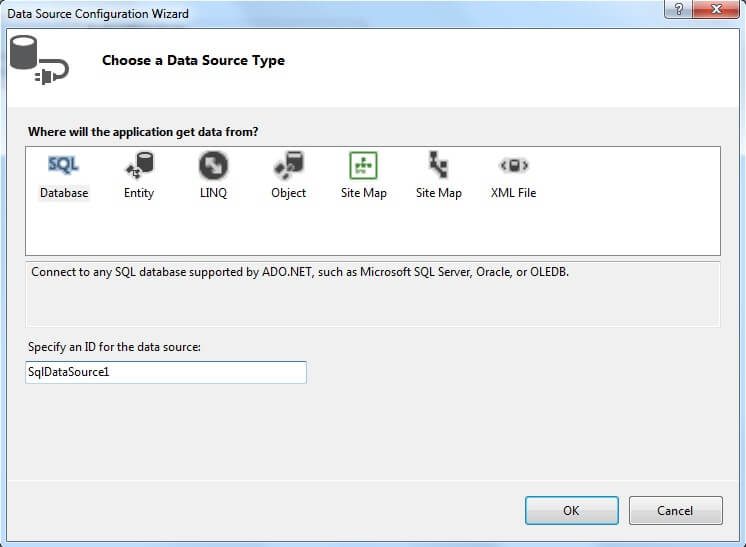 Data Source Configuration Wizard
?
Choose a Data Source Type
Where will the application get data from?
SQL
Database Entity LINQ Object Site Map Site Map XML File
Connect to any SQL database supported by ADO.NET, such as Microsoft SQL Server, Oracle, or OLEDB.
Specify an ID for the data source:
SqlDataSource1
OK Cancel